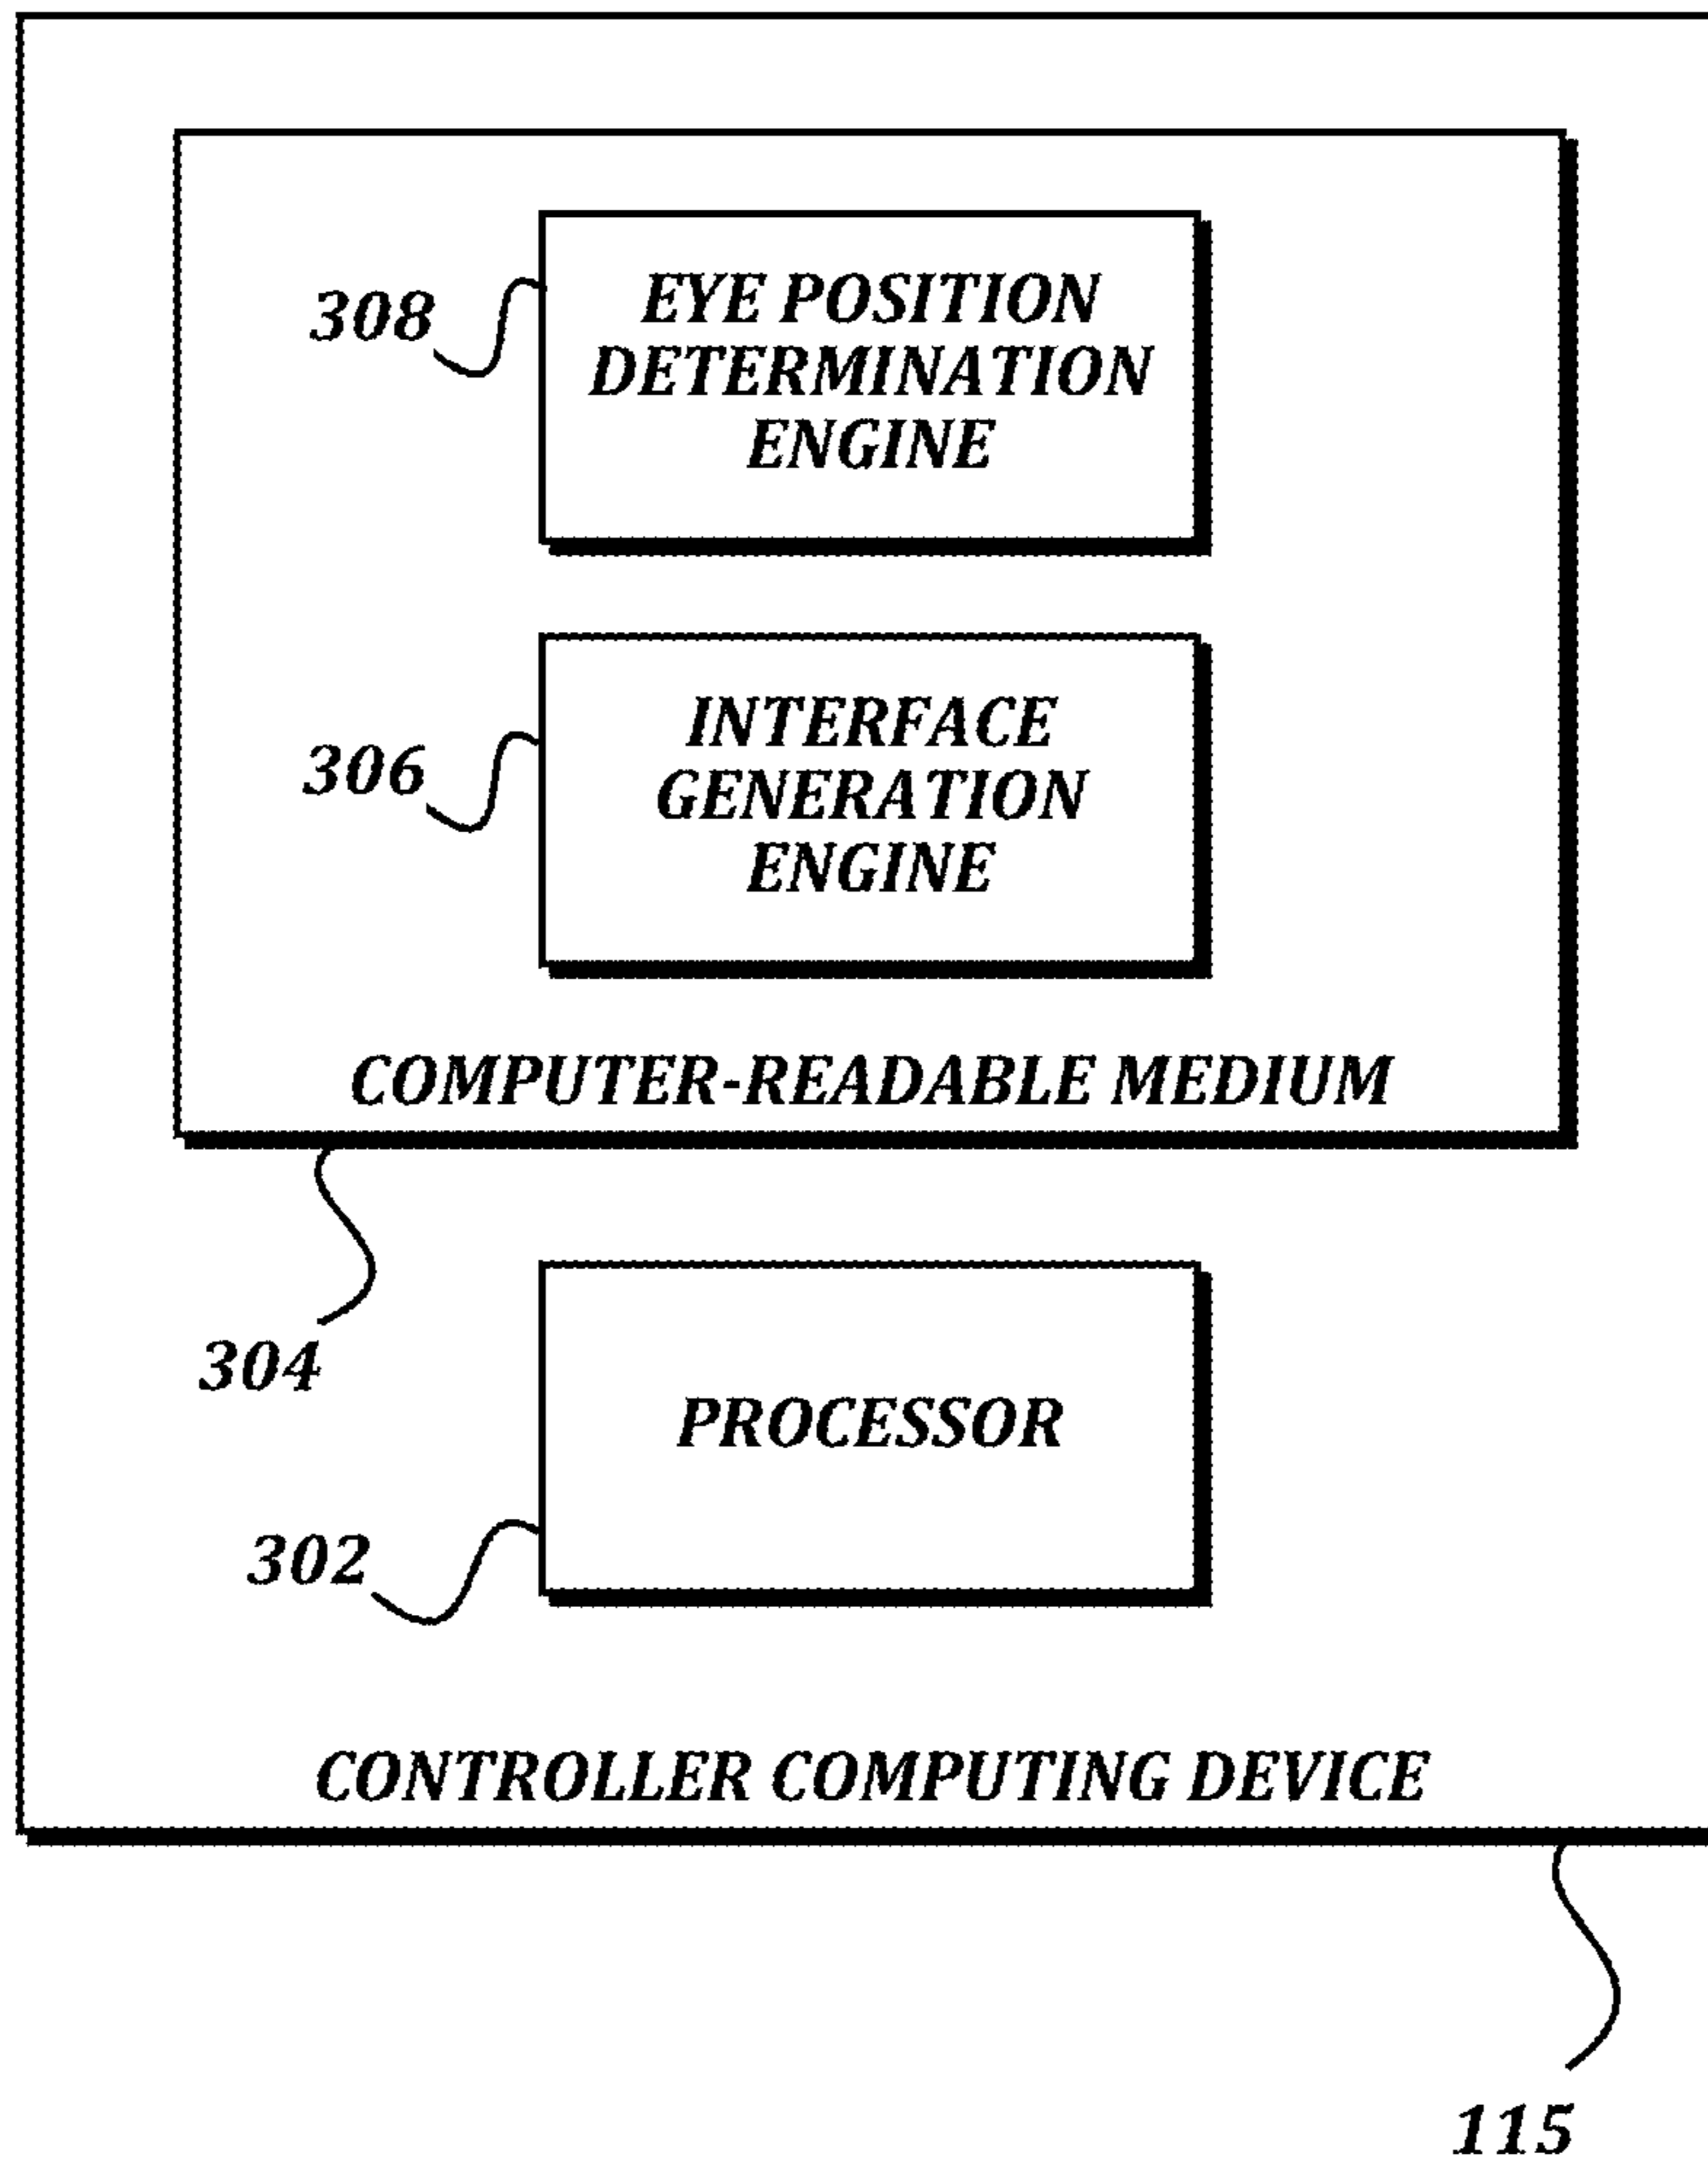 308
EYE POSITION
DETERMINATION
ENGINE
306
INTERFACE
GENERATION
ENGINE
COMPUTER-READABLE MEDIUM
304
PROCESSOR
302
CONTROLLER COMPUTING DEVICE
115